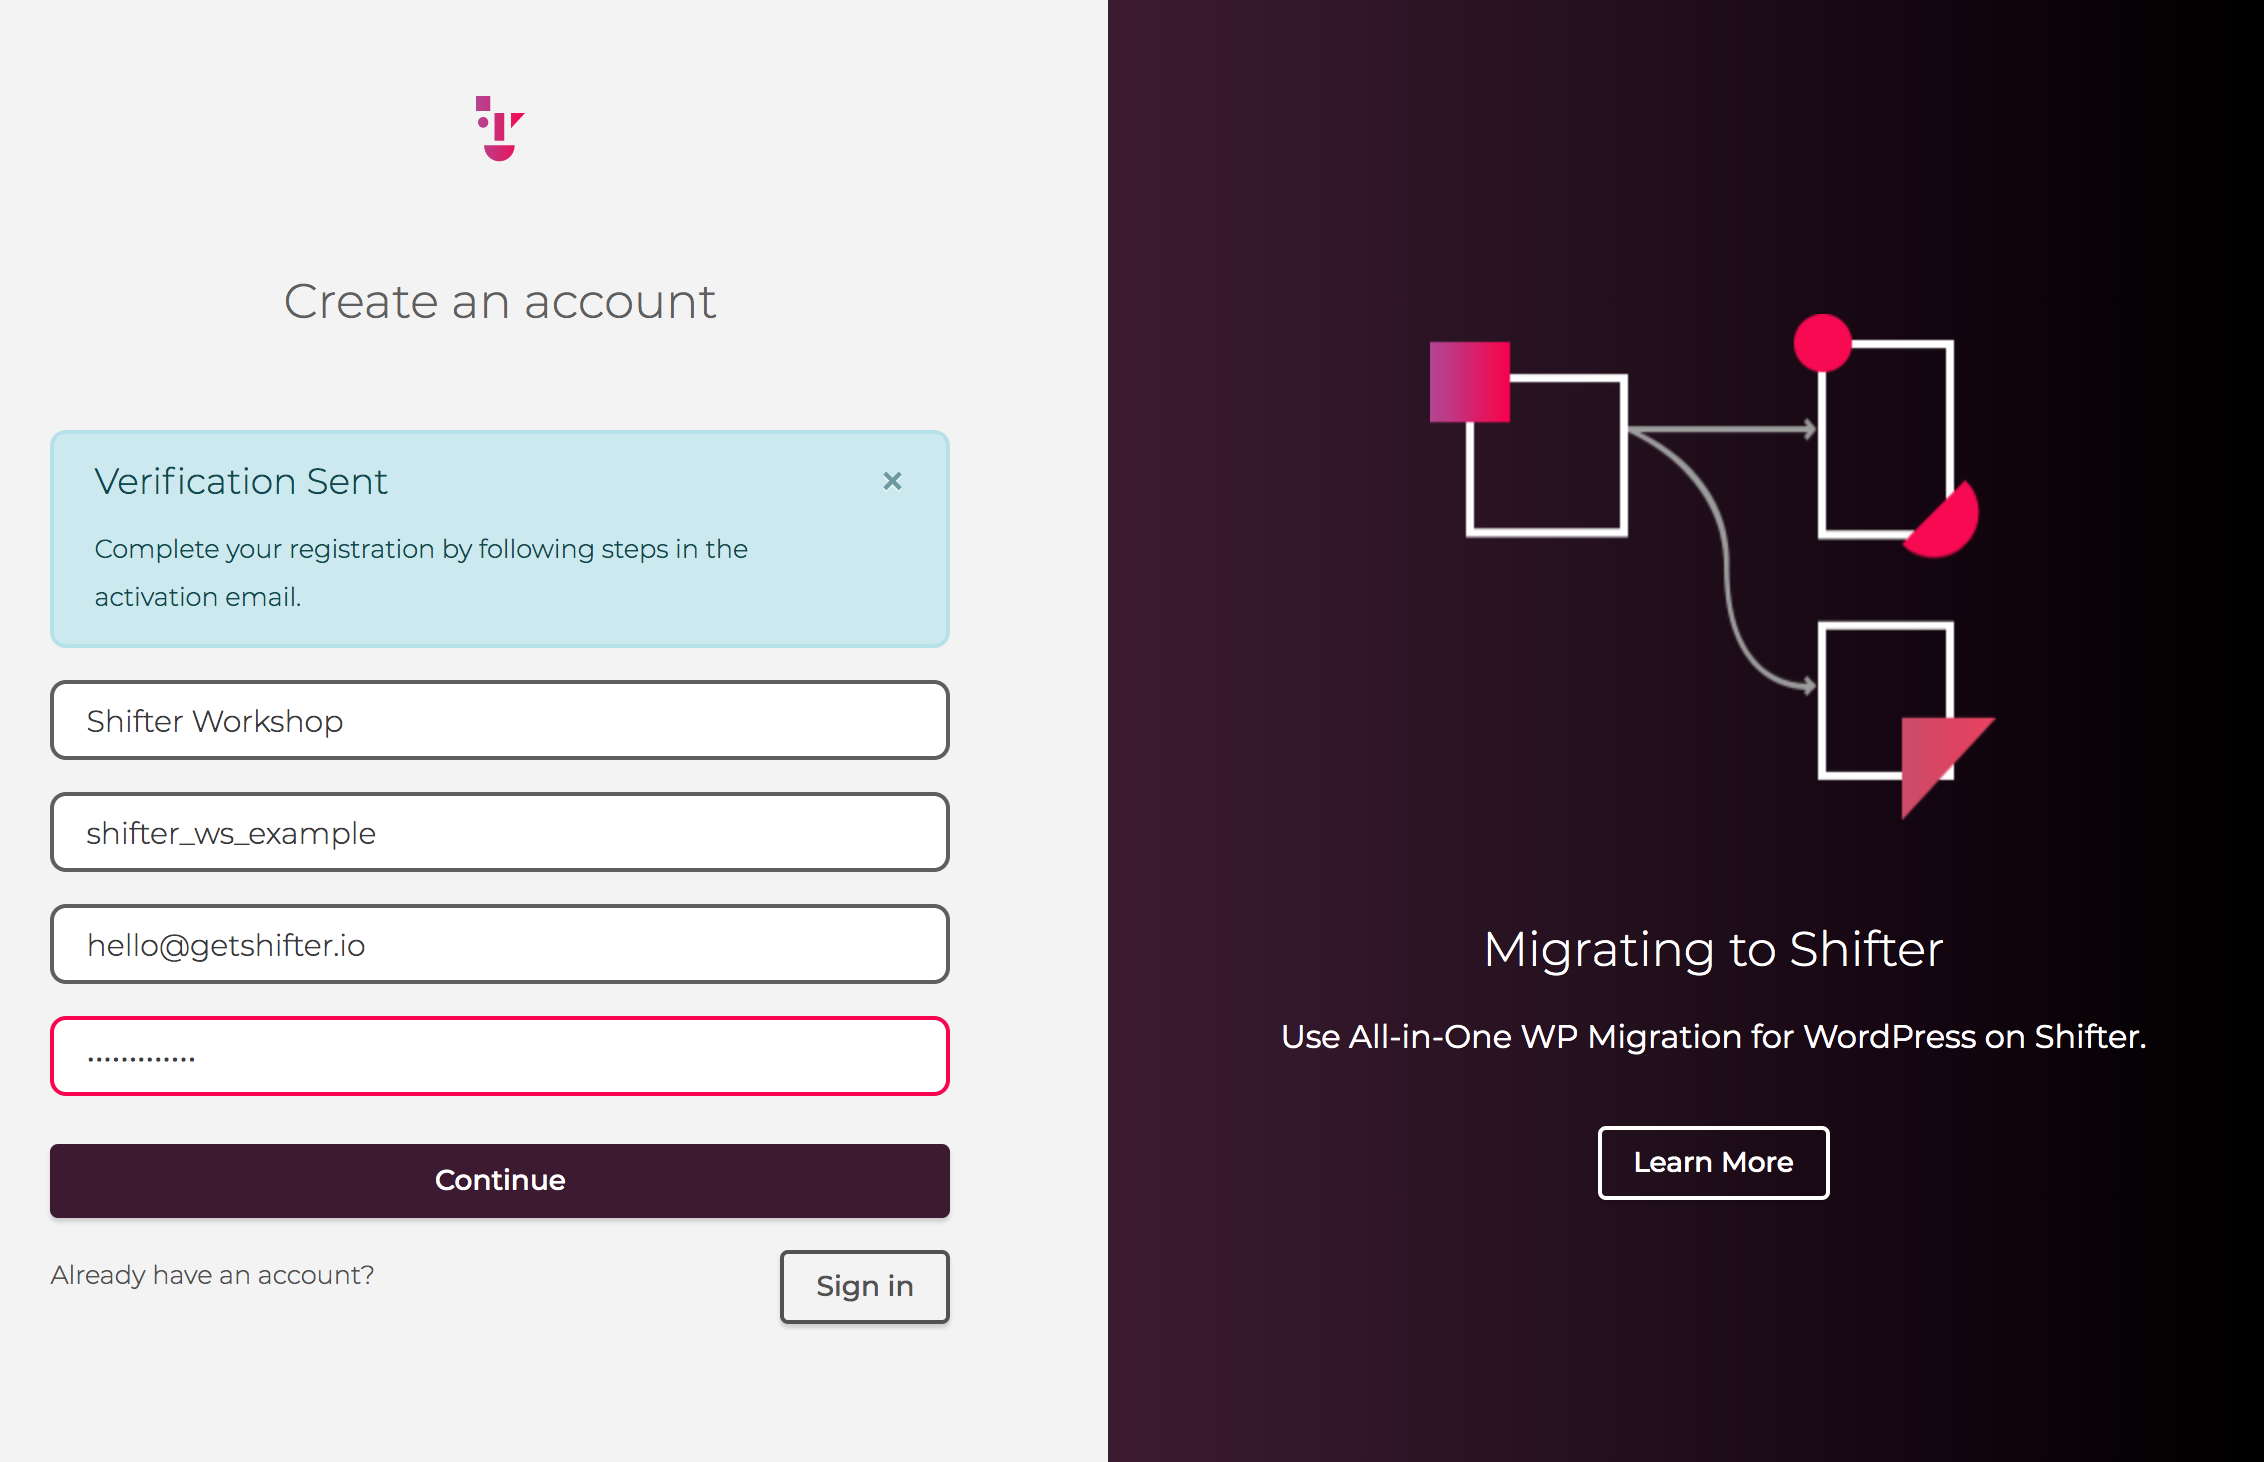 Create an account
Verification Sent
×
Complete your registration by following steps in the
activation email.
Shifter Workshop
shifter_ws_example
hello@getshifter.io
•••••••••••••
Continue
Already have an account?
Sign in
Migrating to Shifter
Use All-in-One WP Migration for WordPress on Shifter.
Learn More